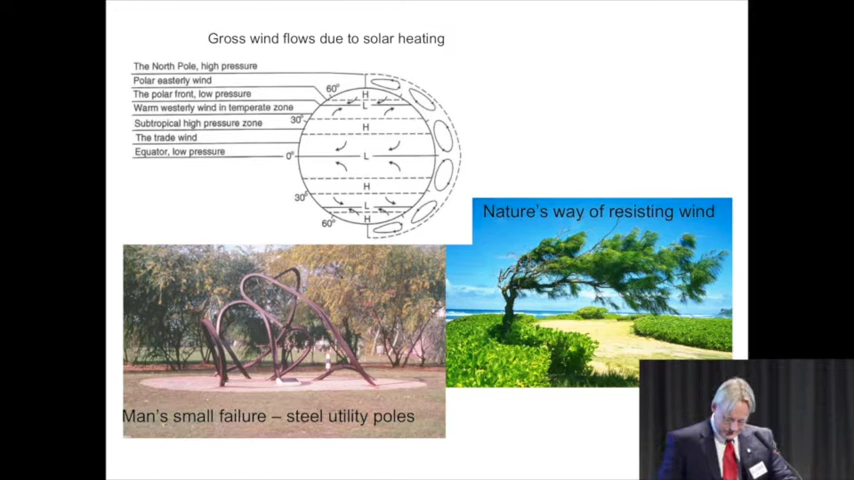 Gross wind flows due to solar heating
The North Pole, high pressure
Polar easterly wind
The polar front, low pressure
Warm westerly wind in temperate zone
Subtropical high pressure zone
The trade wind
Equator, low pressure
60°
30°
0°
30°
60°
H
L
H
L
H
L
H
Nature's way of resisting wind
Man's small failure – steel utility poles